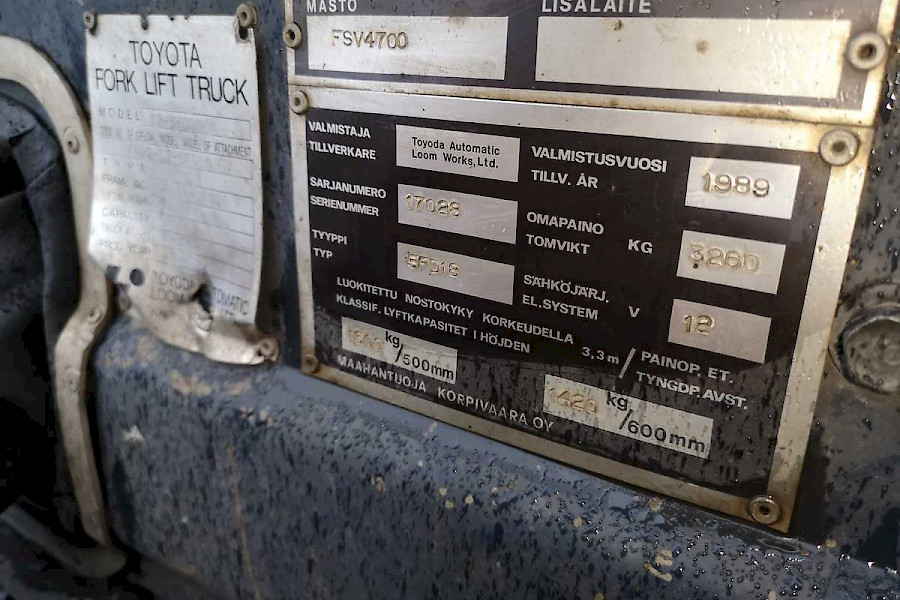 TOYOTA
FORK LIFT TRUCK
MODEL
CAPACITY
MASTO
LISÄLAITE
FSV4700
VALMISTAJA
TILLVERKARE
Toyoda Automatic
Loom Works, Ltd.
VALMISTUSVUOSI
TILLV. ÅR
1989
SARJANUMERO
SERIENUMMER
17028
OMAPAINO
TOMVIKT
KG
3260
TYYPPI
TYP
5FD18
SÄHKÖJÄRJ.
EL.SYSTEM
V
12
LUOKITETTU NOSTOKYKY KORKEUDELLA
KLASSIF. LYFTKAPASITET I HÖJDEN
3,3 m / PAINOP. ET.
TYNGDP. AVST.
kg/500mm
1420 kg/600mm
MAAHANTUOJA KORPIVAARA OY